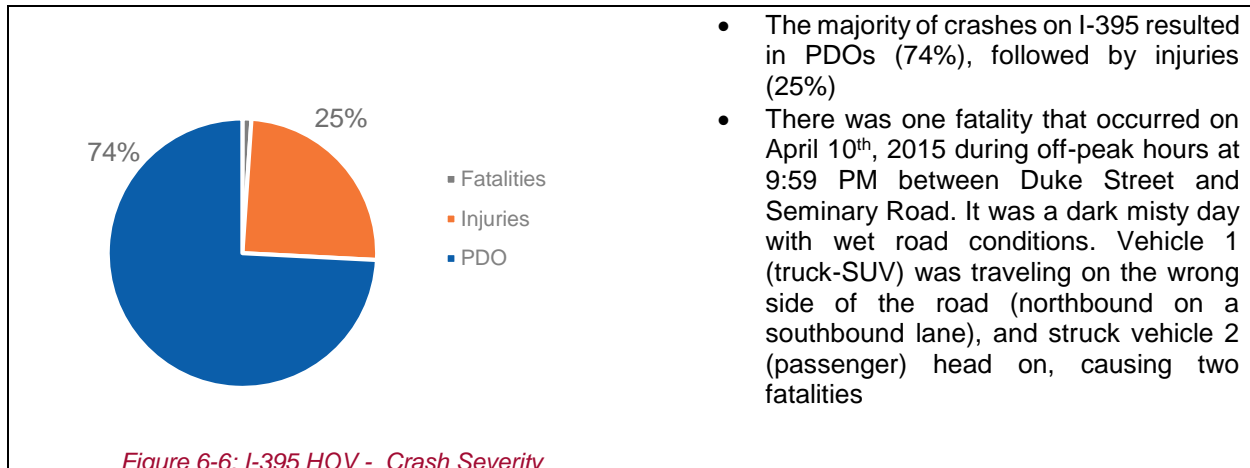 25%
74%
Fatalities
Injuries
PDO
Figure 6-6: I-395 HOV - Crash Severity
• The majority of crashes on I-395 resulted
in PDOs (74%), followed by injuries
(25%)
• There was one fatality that occurred on
April 10th, 2015 during off-peak hours at
9:59 PM between Duke Street and
Seminary Road. It was a dark misty day
with wet road conditions. Vehicle 1
(truck-SUV) was traveling on the wrong
side of the road (northbound on a
southbound lane), and struck vehicle 2
(passenger) head on, causing two
fatalities